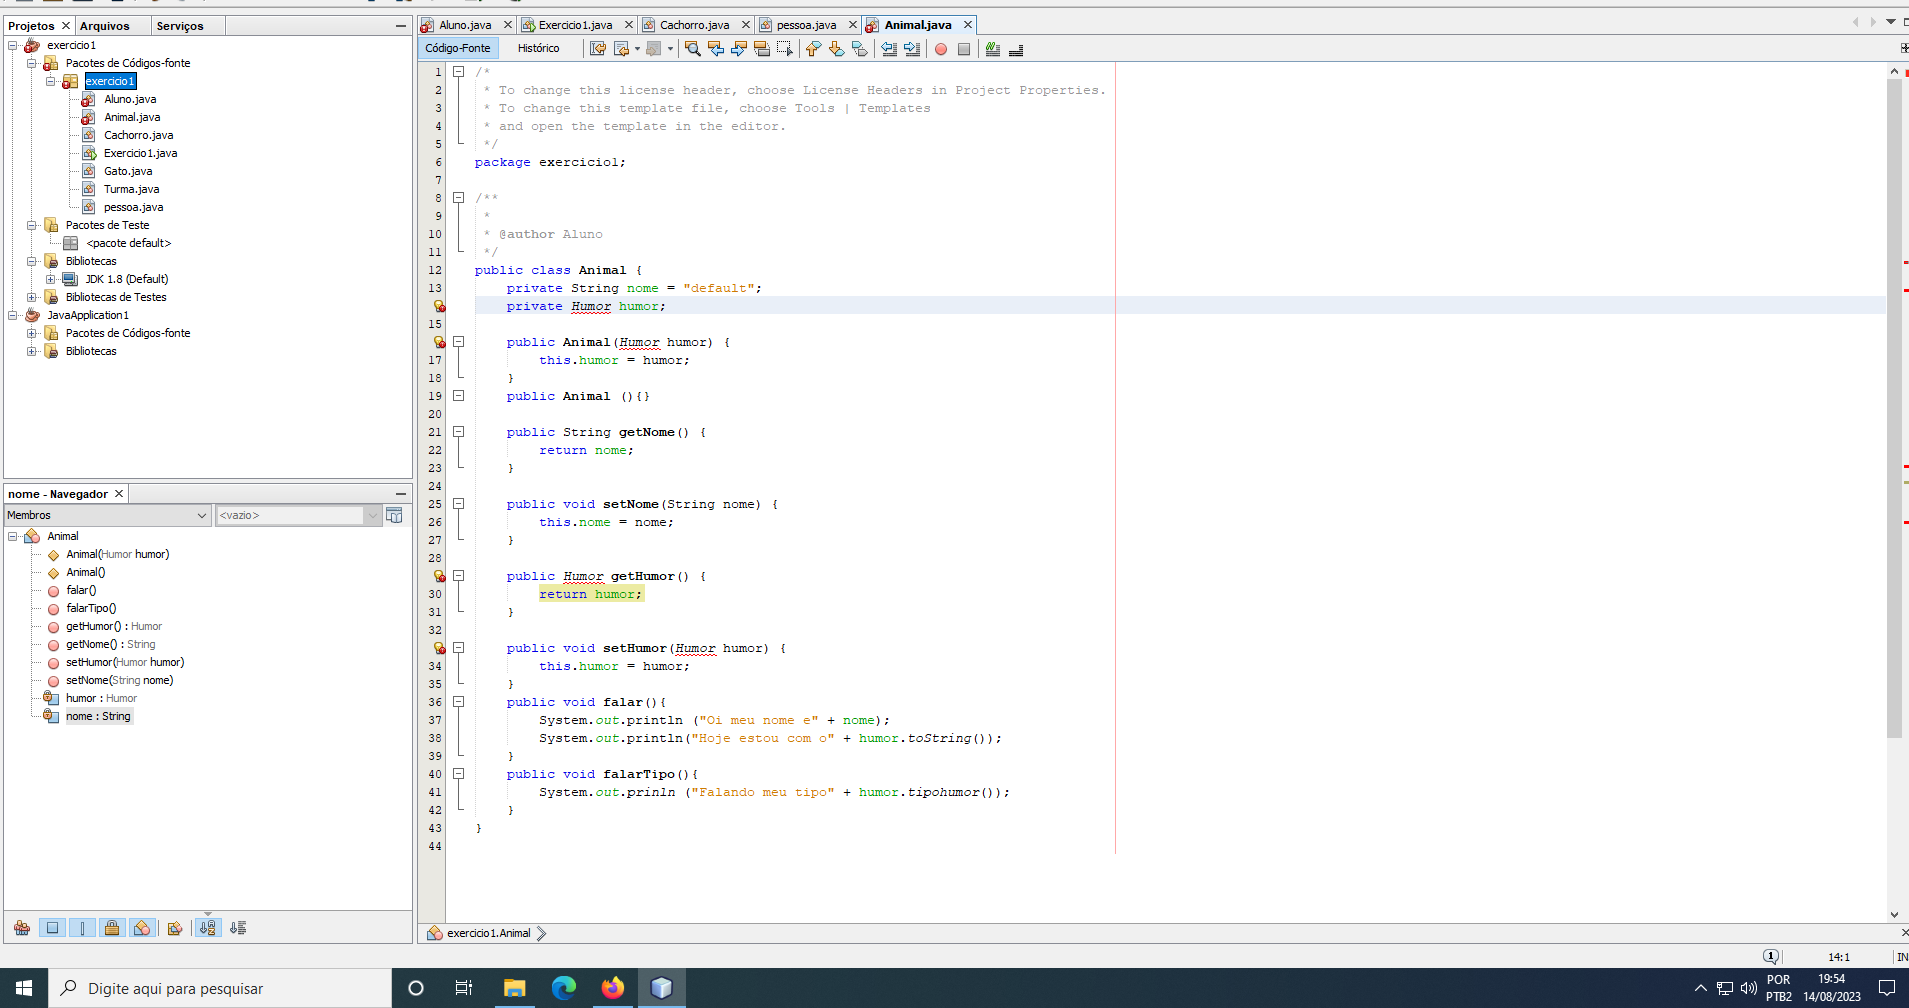 Projetos
Arquivos
Serviços
exercicio1
Pacotes de Códigos-fonte
exercicio1
Aluno.java
Animal.java
Cachorro.java
Exercicio1.java
Gato.java
Turma.java
pessoa.java
Pacotes de Teste
<pacote default>
Bibliotecas
JDK 1.8 (Default)
Bibliotecas de Testes
JavaApplication1
Pacotes de Códigos-fonte
Bibliotecas
nome - Navegador
Membros
<vazio>
Animal
Animal(Humor humor)
Animal()
falar()
falarTipo()
getHumor() : Humor
getNome() : String
setHumor(Humor humor)
setNome(String nome)
humor : Humor
nome : String
Aluno.java
Exercicio1.java
Cachorro.java
pessoa.java
Animal.java
Código-Fonte
Histórico
1 /*
2 * To change this license header, choose License Headers in Project Properties.
3 * To change this template file, choose Tools | Templates
4 * and open the template in the editor.
5 */
6 package exercicio1;
7
8 /**
9 *
10 * @author Aluno
11 */
12 public class Animal {
13 private String nome = "default";
private Humor humor;
15
public Animal(Humor humor) {
17 this.humor = humor;
18 }
19 public Animal (){}
20
21 public String getNome() {
22 return nome;
23 }
24
25 public void setNome(String nome) {
26 this.nome = nome;
27 }
28
public Humor getHumor() {
30 return humor;
31 }
32
public void setHumor(Humor humor) {
34 this.humor = humor;
35 }
36 public void falar(){
37 System.out.println ("Oi meu nome e" + nome);
38 System.out.println("Hoje estou com o" + humor.toString());
39 }
40 public void falarTipo(){
41 System.out.prinln ("Falando meu tipo" + humor.tipohumor());
42 }
43 }
44
exercicio1.Animal
1
14:1
IN
Digite aqui para pesquisar
POR
PTB2
19:54
14/08/2023